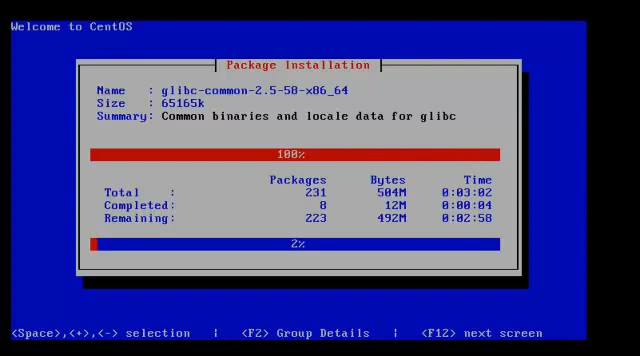 Welcome to CentOS
Package Installation
Name : glibc-common-2.5-58-x86_64
Size : 65165k
Summary: Common binaries and locale data for glibc
100%
Packages Bytes Time
Total : 231 504M 0:03:02
Completed: 8 12M 0:00:04
Remaining: 223 492M 0:02:58
2%
<Space>,<+>,<-> selection | <F2> Group Details | <F12> next screen